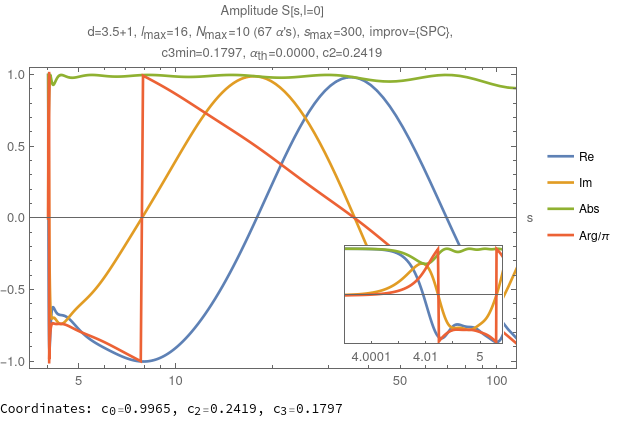 Amplitude S[s,l=0]
d=3.5+1, lmax=16, Nmax=10 (67 α's), smax=300, improv={SPC},
c3min=0.1797, αth=0.0000, c2=0.2419
1.0
0.5
0.0
−0.5
−1.0
5
10
50
100
s
4.0001
4.01
5
Re
Im
Abs
Arg/π
Coordinates: c0=0.9965, c2=0.2419, c3=0.1797